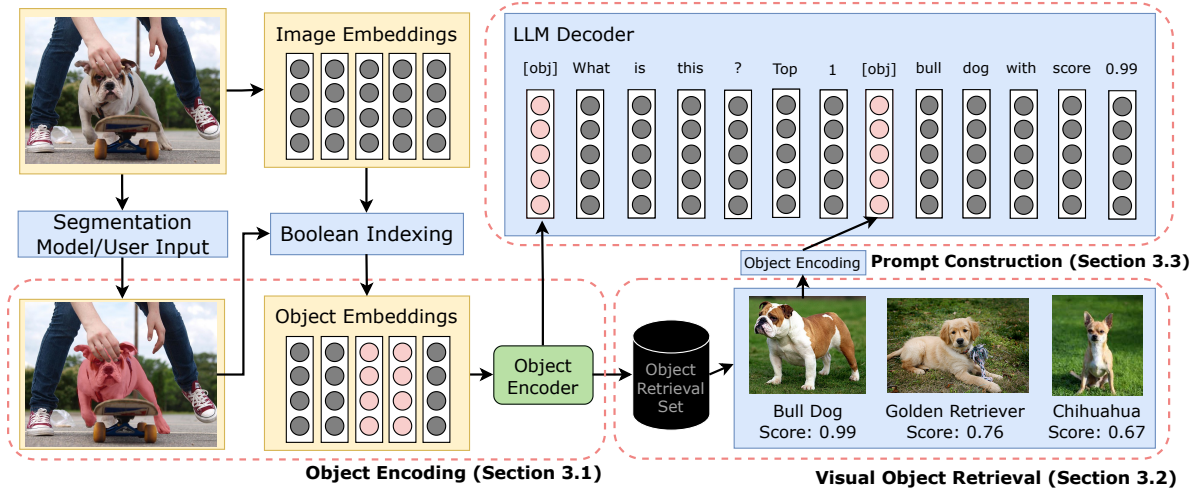 Image Embeddings
LLM Decoder
[obj] What is this ? Top 1 [obj] bull dog with score 0.99
Segmentation
Model/User Input
Boolean Indexing
Object Encoding
Prompt Construction (Section 3.3)
Object Embeddings
Object
Encoder
Object
Retrieval
Set
Bull Dog
Score: 0.99
Golden Retriever
Score: 0.76
Chihuahua
Score: 0.67
Object Encoding (Section 3.1)
Visual Object Retrieval (Section 3.2)